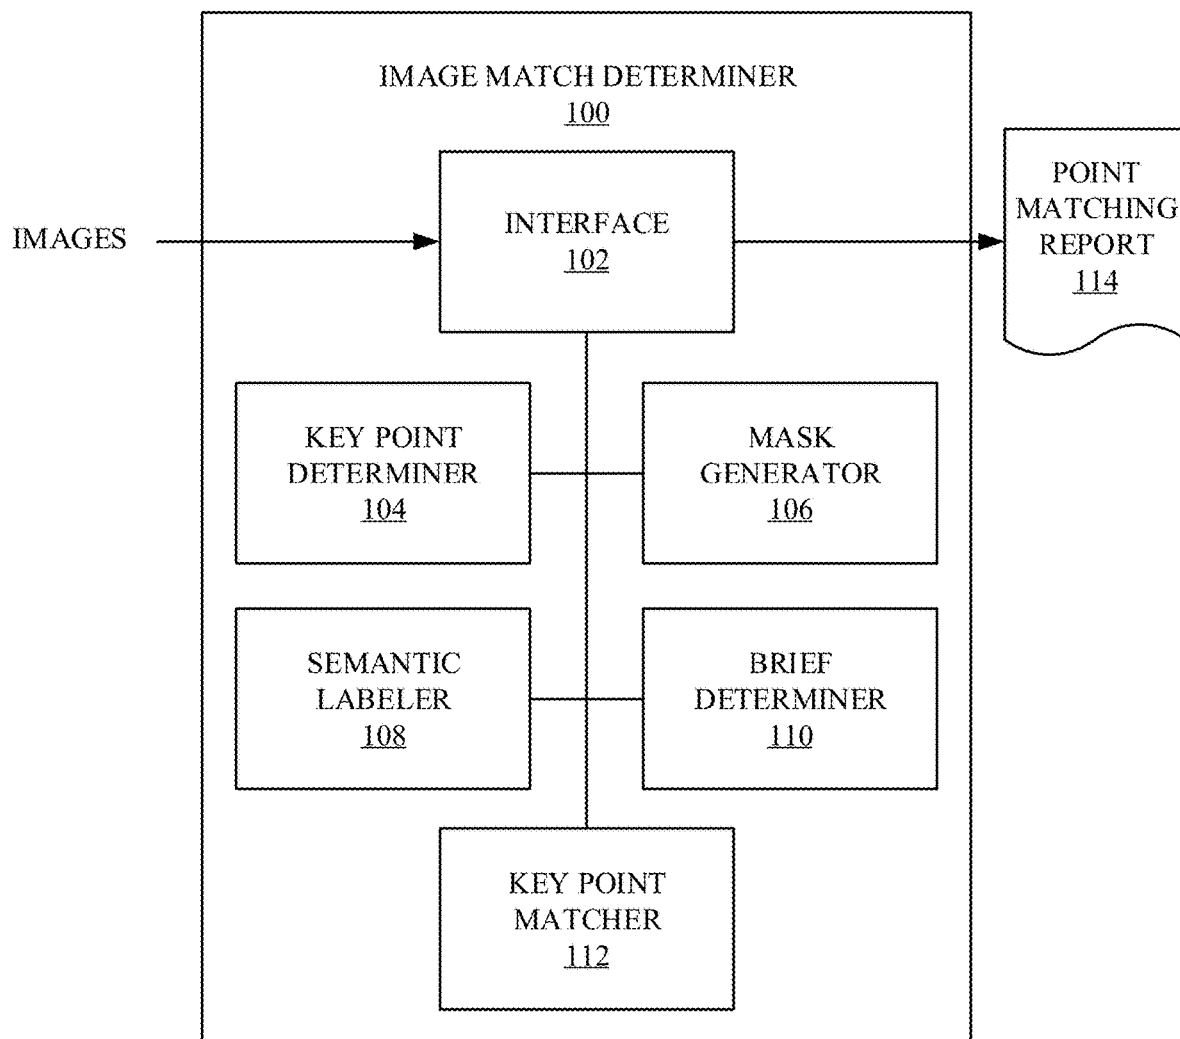 IMAGE MATCH DETERMINER
100
IMAGES
INTERFACE
102
POINT
MATCHING
REPORT
114
KEY POINT
DETERMINER
104
MASK
GENERATOR
106
SEMANTIC
LABELER
108
BRIEF
DETERMINER
110
KEY POINT
MATCHER
112